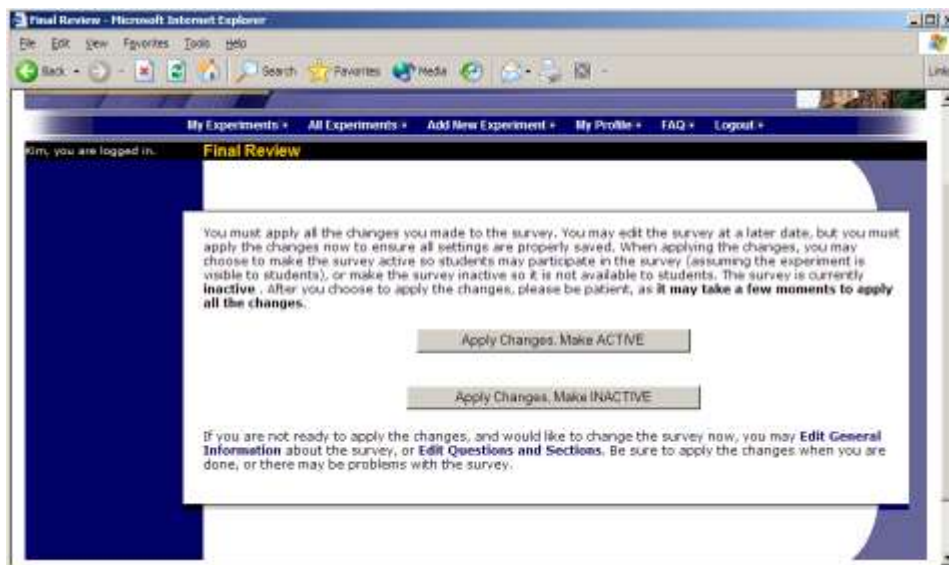 Final Review - Microsoft Internet Explorer
File Edit View Favorites Tools Help
Back Search Favorites Media
Links
My Experiments All Experiments Add New Experiment My Profile FAQ Logout
Kim, you are logged in. Final Review
You must apply all the changes you made to the survey. You may edit the survey at a later date, but you must
apply the changes now to ensure all settings are properly saved. When applying the changes, you may
choose to make the survey active so students may participate in the survey (assuming the experiment is
visible to students), or make the survey inactive so it is not available to students. The survey is currently
inactive . After you choose to apply the changes, please be patient, as it may take a few moments to apply
all the changes.
Apply Changes, Make ACTIVE
Apply Changes, Make INACTIVE
If you are not ready to apply the changes, and would like to change the survey now, you may Edit General
Information about the survey, or Edit Questions and Sections. Be sure to apply the changes when you are
done, or there may be problems with the survey.